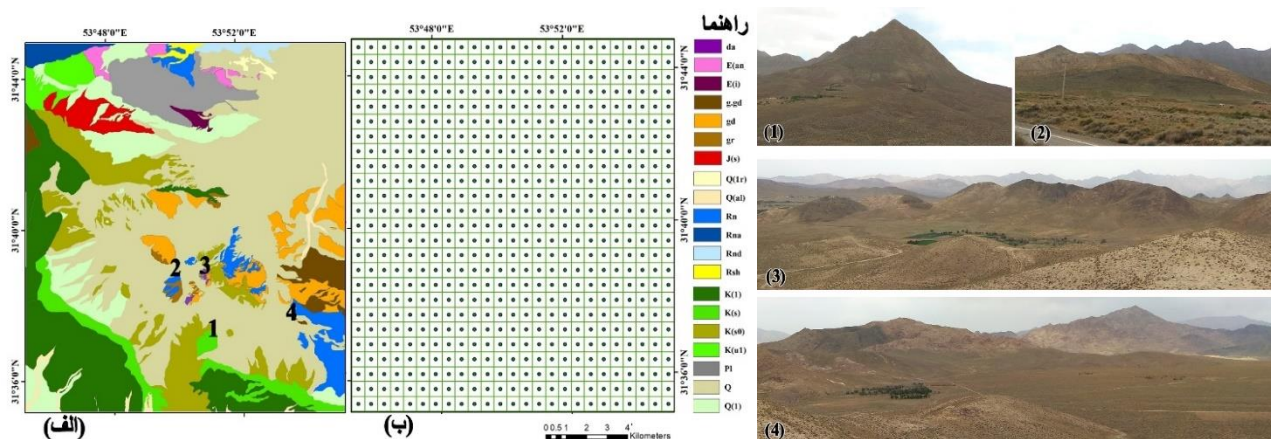 53°48'0"E
53°52'0"E
31°44'0"N
31°40'0"N
31°36'0"N
2
3
4
1
(الف)
53°48'0"E
53°52'0"E
31°44'0"N
31°40'0"N
31°36'0"N
(ب)
0 0.5 1 2 3 4
Kilometers
راهنما
da
E(an
E(i)
g.gd
gd
gr
J(s)
Q(1r)
Q(al)
Rn
Rna
Rnd
Rsh
K(1)
K(s)
K(s0)
K(u1)
Pl
Q
Q(1)
(1)
(2)
(3)
(4)